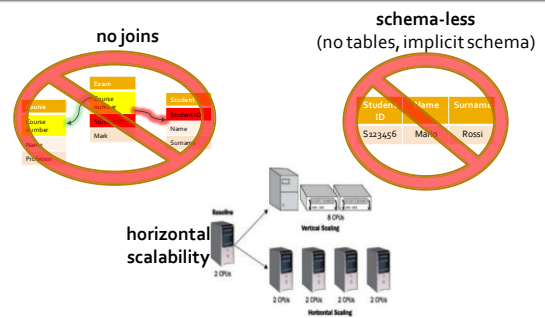 no joins
schema-less
(no tables, implicit schema)
Exam
Course
number
Student ID
Mark
Course
Course
number
Name
Professor
Student
Student ID
Name
Surname
Student
ID
Name
Surname
S123456
Mario
Rossi
horizontal
scalability
Baseline
2 CPUs
8 CPUs
Vertical Scaling
2 CPUs
2 CPUs
2 CPUs
2 CPUs
Horizontal Scaling